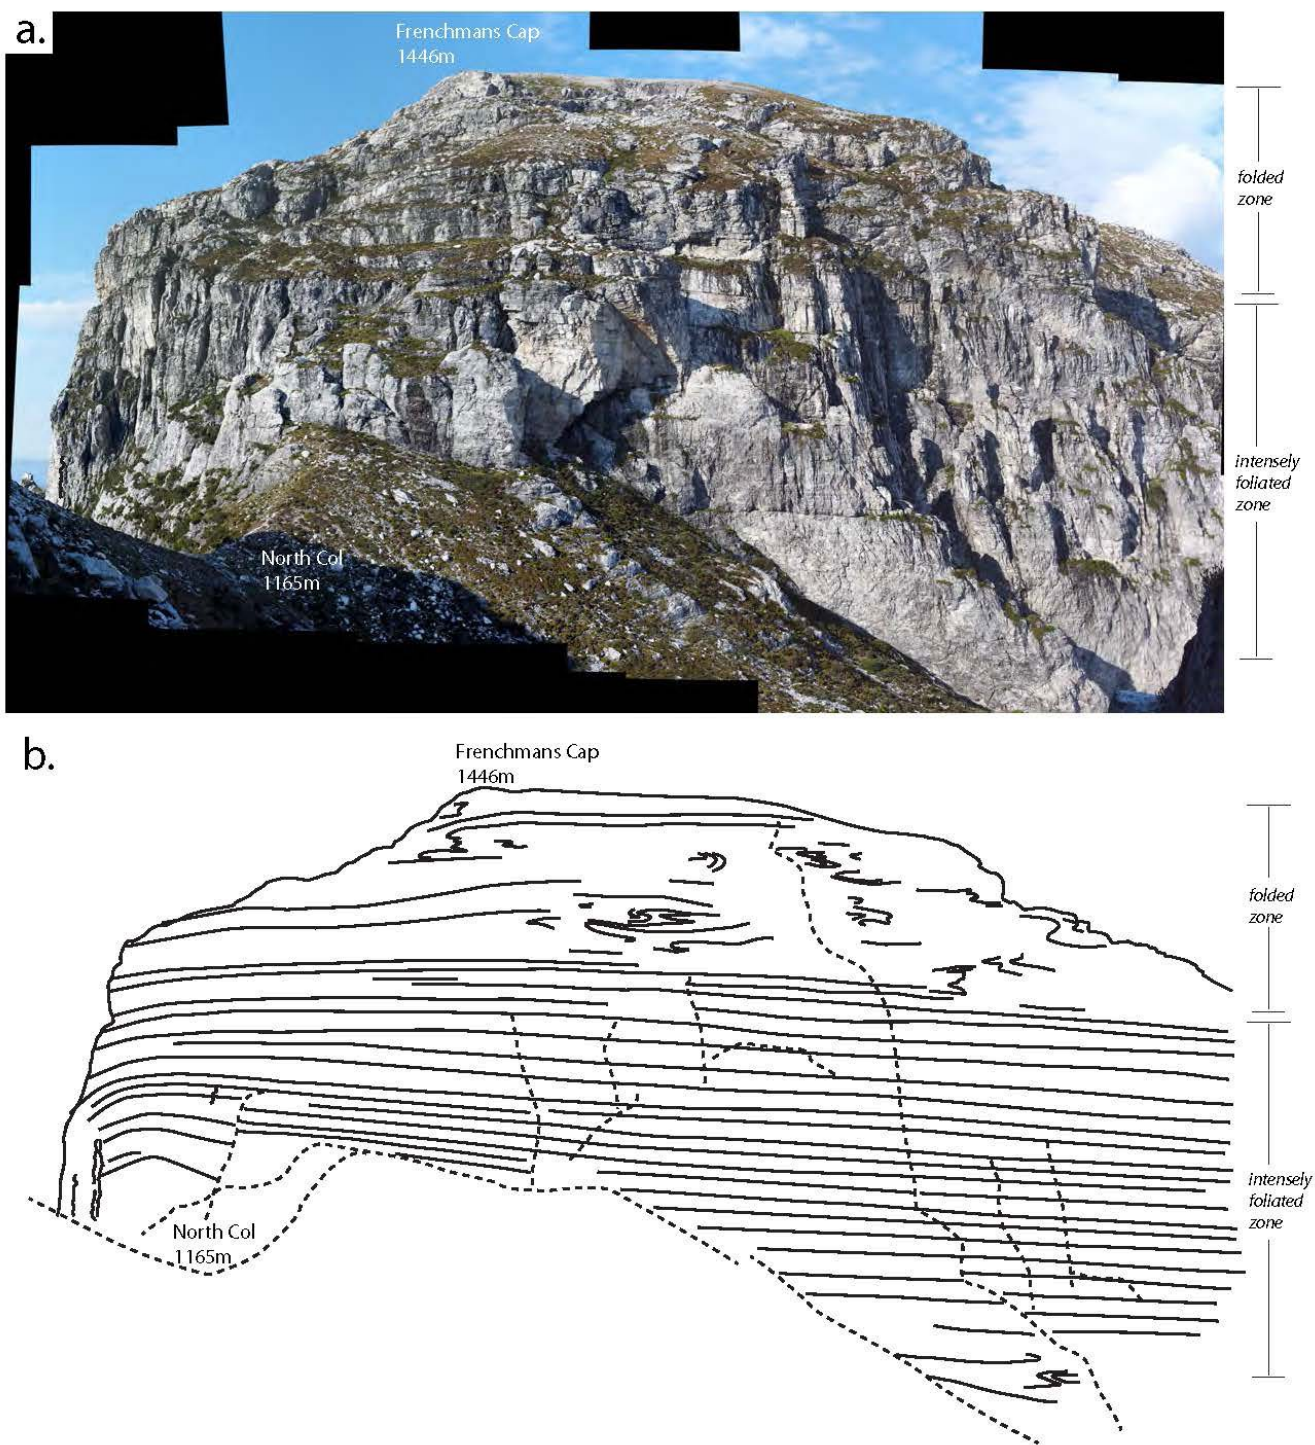 a.
Frenchmans Cap
1446m
folded
zone
intensely
foliated
zone
North Col
1165m
b.
Frenchmans Cap
1446m
folded
zone
intensely
foliated
zone
North Col
1165m